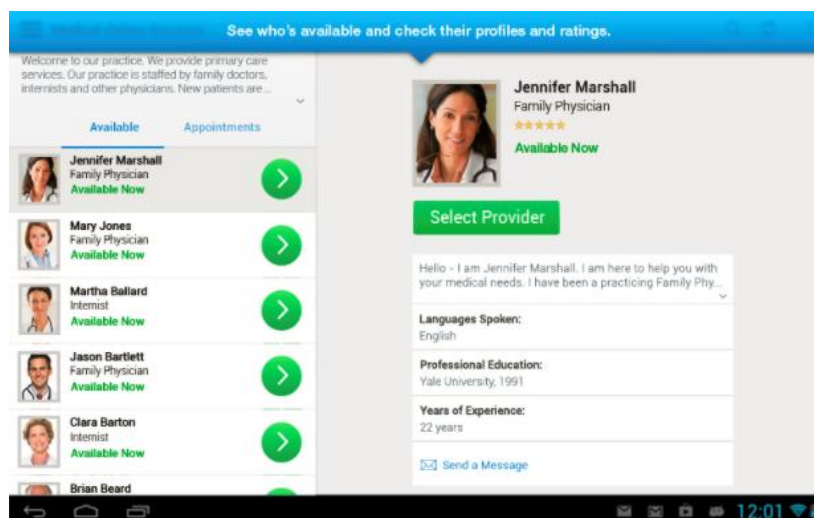 See who's available and check their profiles and ratings.
Welcome to our practice. We provide primary care
services. Our practice is staffed by family doctors,
internists and other physicians. New patients are...
Available
Appointments
Jennifer Marshall
Family Physician
Available Now
Mary Jones
Family Physician
Available Now
Martha Ballard
Internist
Available Now
Jason Bartlett
Family Physician
Available Now
Clara Barton
Internist
Available Now
Brian Beard
Jennifer Marshall
Family Physician
Available Now
Select Provider
Hello - I am Jennifer Marshall. I am here to help you with
your medical needs. I have been a practicing Family Phy...
Languages Spoken:
English
Professional Education:
Yale University, 1991
Years of Experience:
22 years
Send a Message
12:01